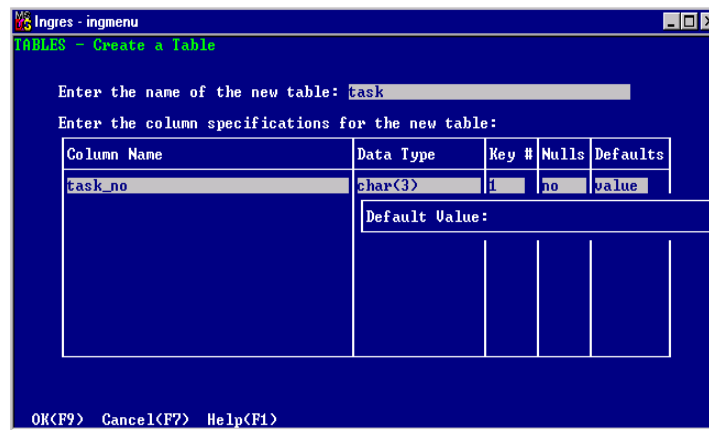 Ingres - ingmenu
TABLES - Create a Table
Enter the name of the new table: task
Enter the column specifications for the new table:
Column Name Data Type Key # Nulls Defaults
task_no char(3) 1 no value
Default Value:
OK(F9) Cancel(F7) Help(F1)